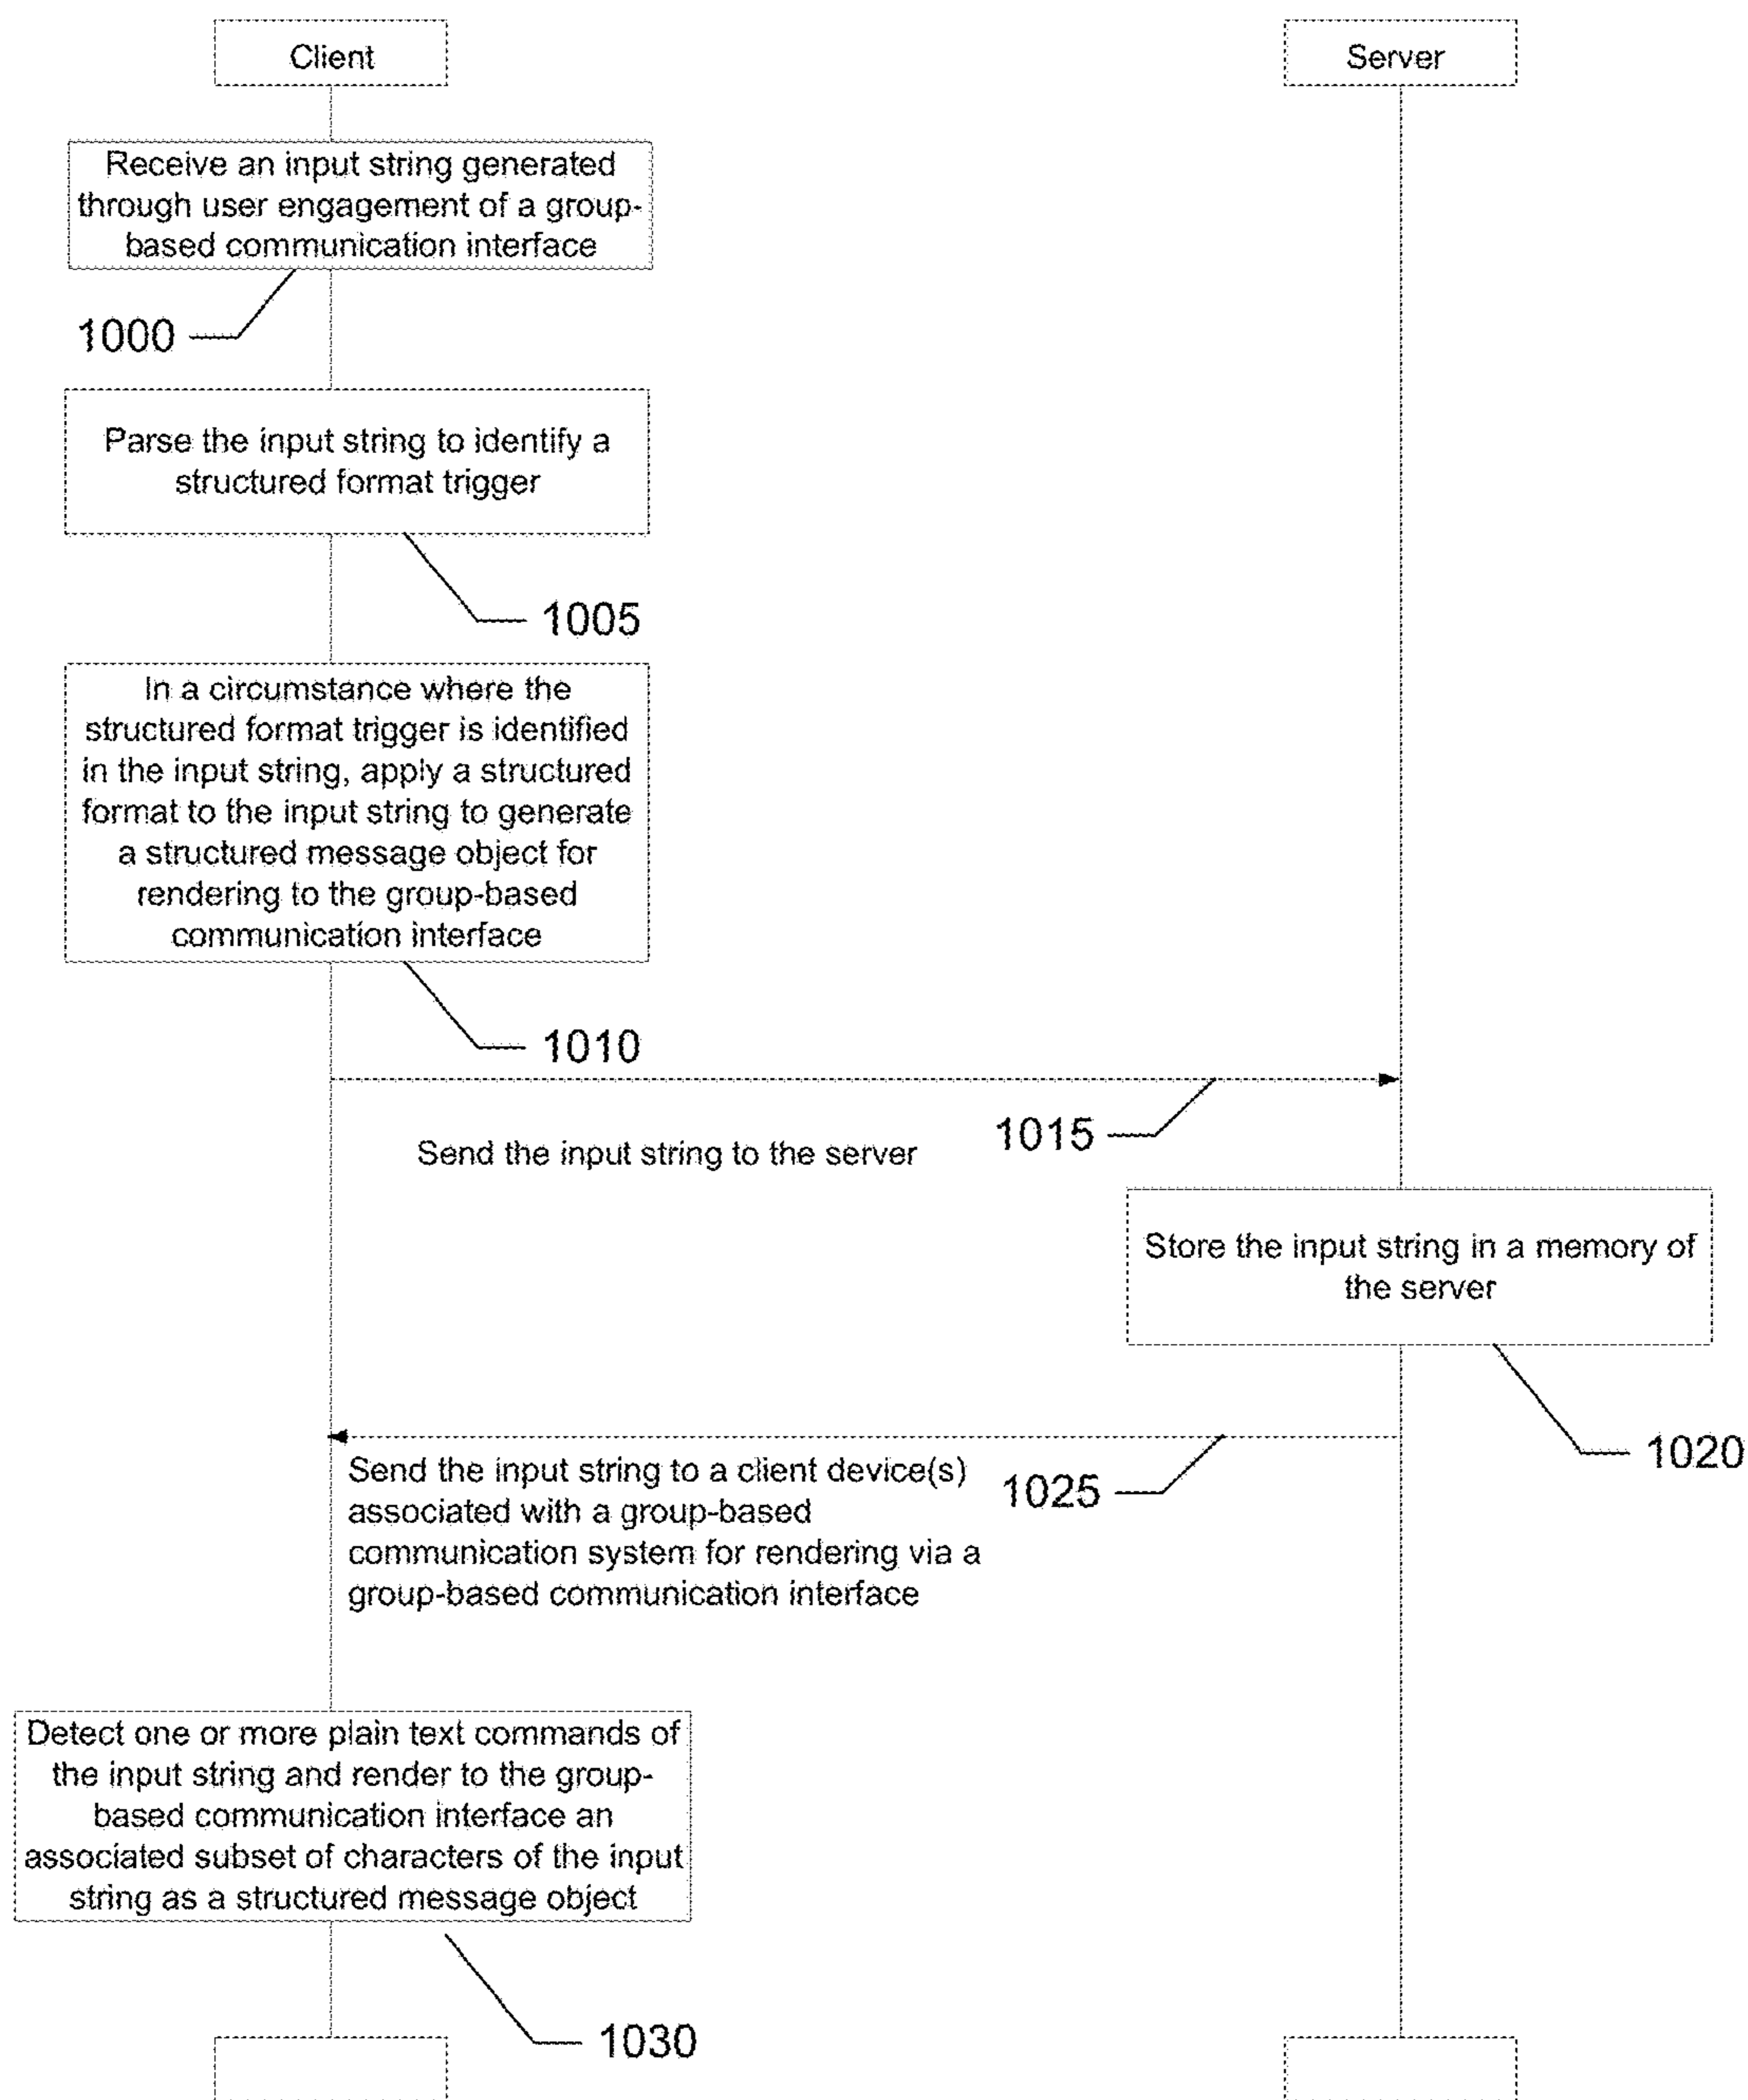 Client
Server
Receive an input string generated
through user engagement of a group-
based communication interface
1000
Parse the input string to identify a
structured format trigger
1005
In a circumstance where the
structured format trigger is identified
in the input string, apply a structured
format to the input string to generate
a structured message object for
rendering to the group-based
communication interface
1010
Send the input string to the server
1015
Store the input string in a memory of
the server
1020
Send the input string to a client device(s)
associated with a group-based
communication system for rendering via a
group-based communication interface
1025
Detect one or more plain text commands of
the input string and render to the group-
based communication interface an
associated subset of characters of the input
string as a structured message object
1030